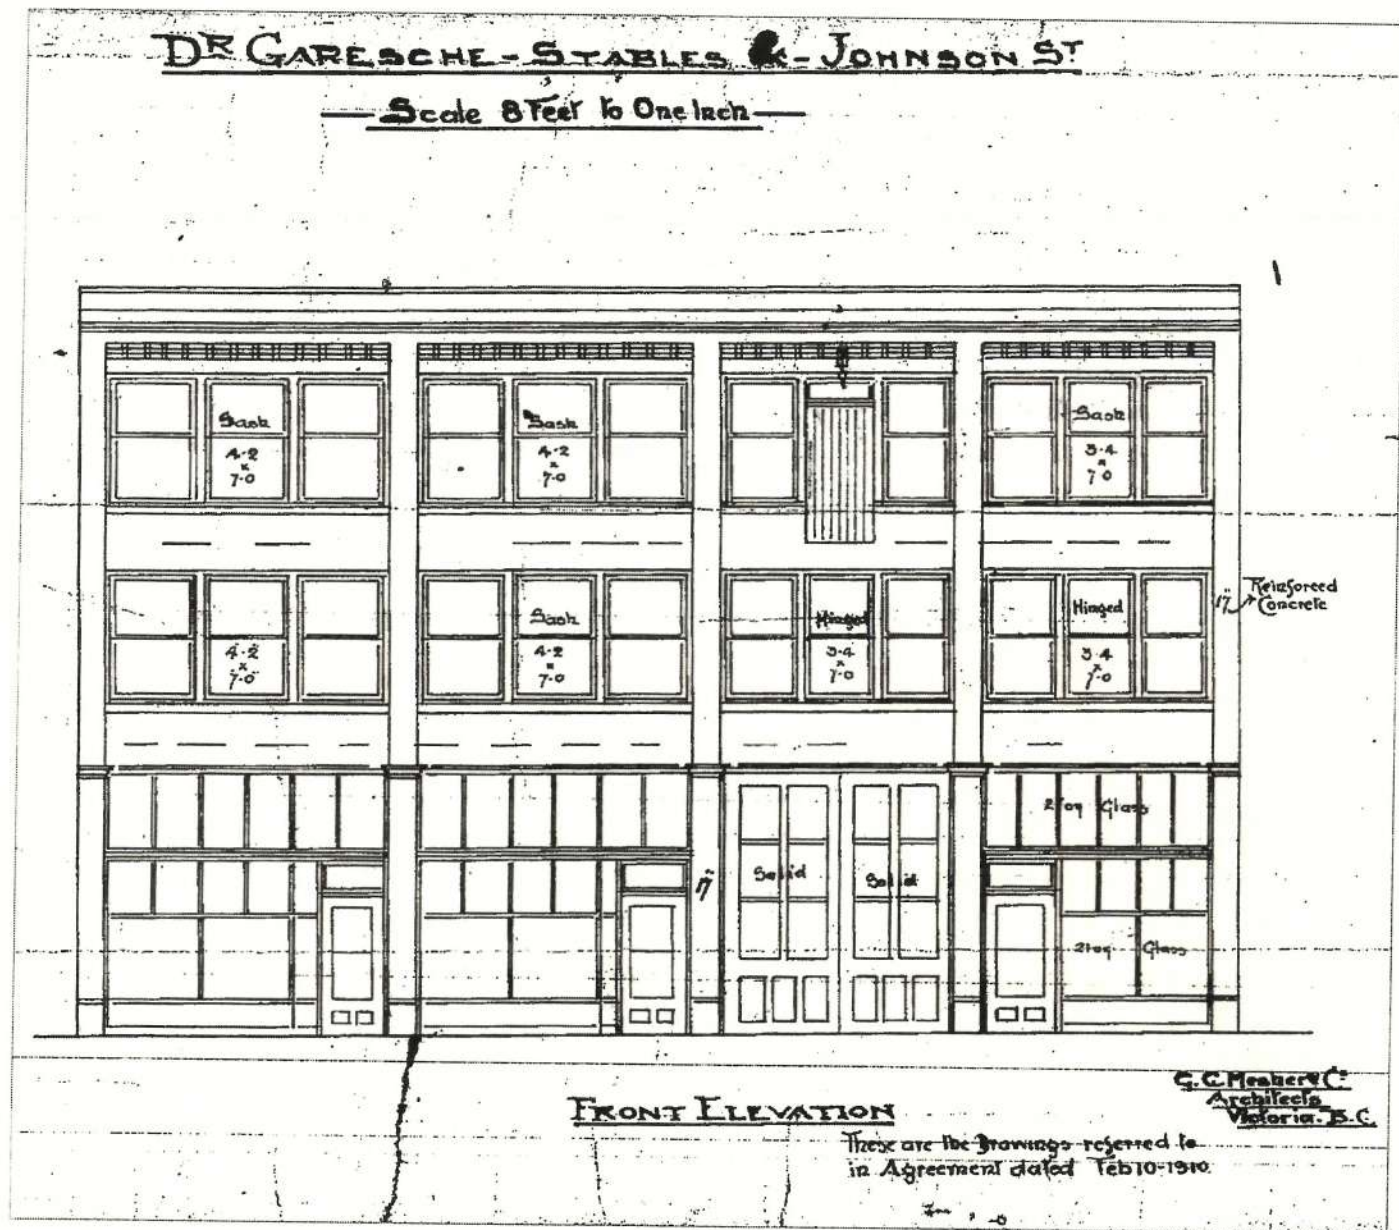 DR GARESCHE - STABLES - JOHNSON ST
Scale 8 Feet to One Inch
Sash
4-2
x
7-0
Sash
4-2
x
7-0
Sash
3-4
x
7-0
4-2
x
7-0
Sash
4-2
x
7-0
Hinged
3-4
x
7-0
Hinged
3-4
x
7-0
17" Reinforced
Concrete
Glass
Solid
Solid
17"
21oz Glass
FRONT ELEVATION
& Co
Architects
Victoria. B.C.
These are the Drawings referred to
in Agreement dated Feb 10-1910